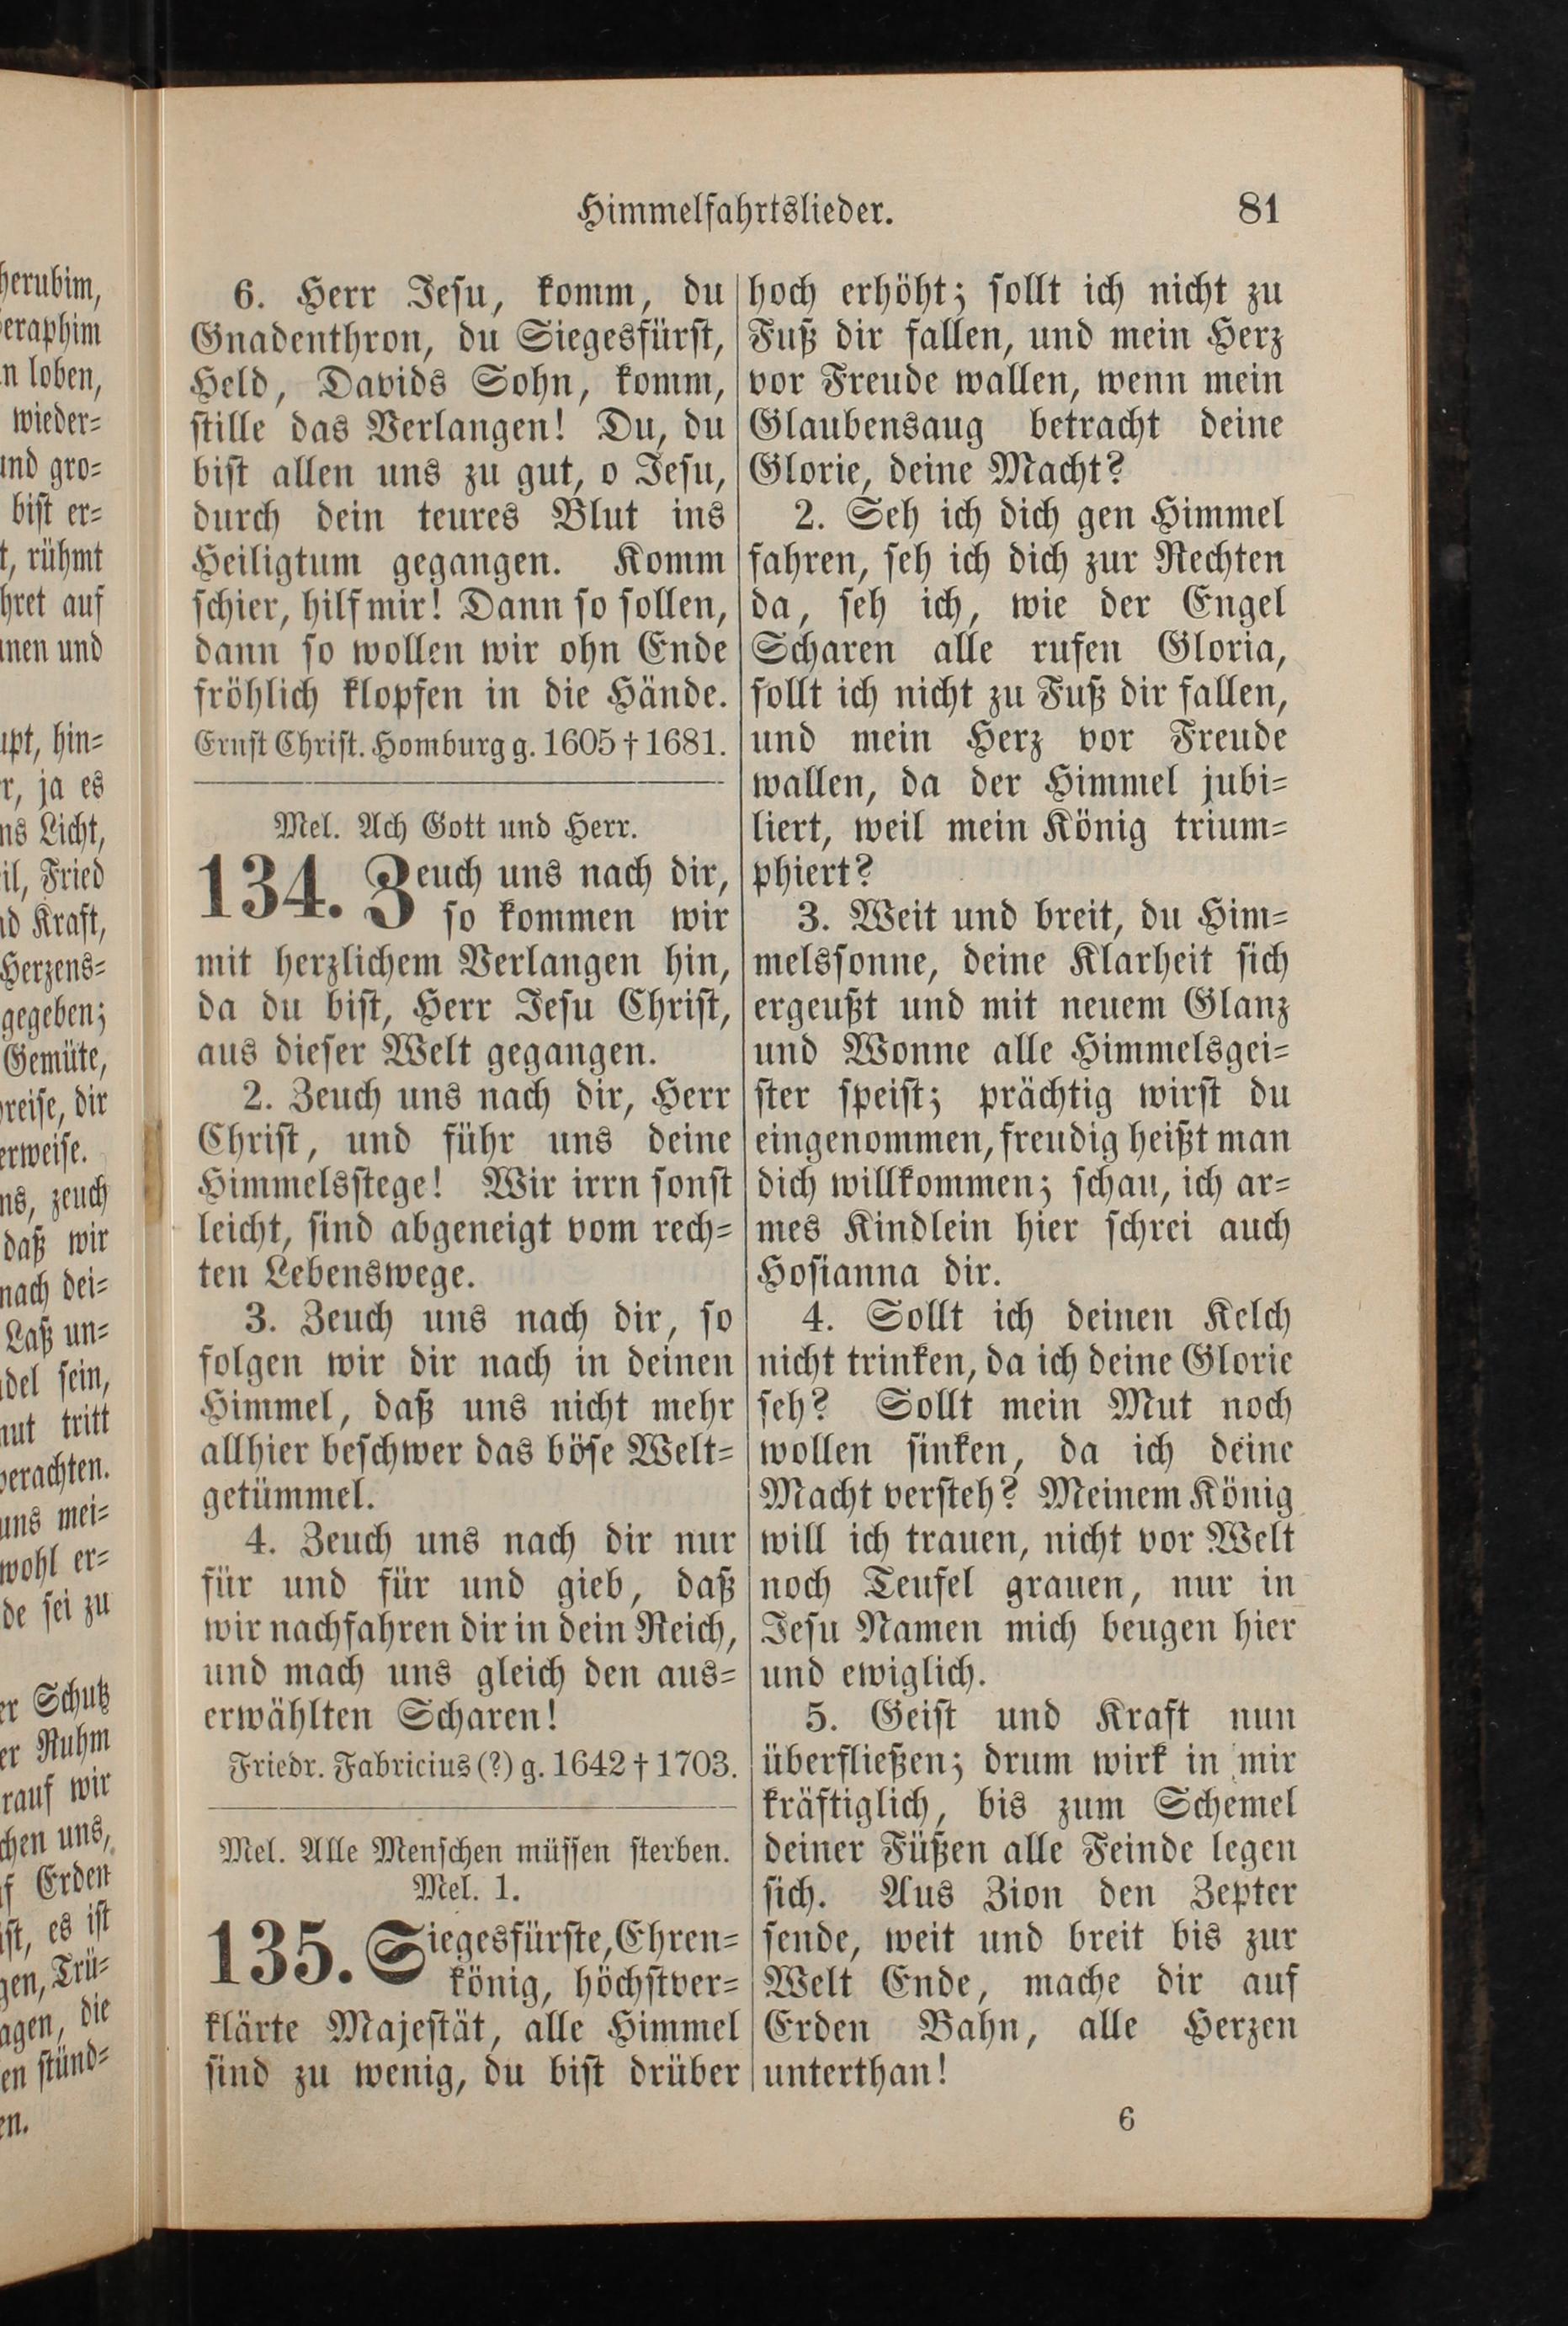 Himmelfahrtslieder.
81
6. Herr Jesu, komm, du
Gnadenthron, du Siegesfürst,
Held, Davids Sohn, komm,
stille das Verlangen! Du, du
bist allen uns zu gut, o Jesu,
durch dein teures Blut ins
Heiligtum gegangen. Komm
schier, hilf mir! Dann so sollen,
dann so wollen wir ohn Ende
fröhlich klopfen in die Hände.
Ernst Christ. Homburg g. 1605 † 1681.
Mel. Ach Gott und Herr.
134. Zeuch uns nach dir,
so kommen wir
mit herzlichem Verlangen hin,
da du bist, Herr Jesu Christ,
aus dieser Welt gegangen.
2. Zeuch uns nach dir, Herr
Christ, und führ uns deine
Himmelsstege! Wir irrn sonst
leicht, sind abgeneigt vom rech-
ten Lebenswege.
3. Zeuch uns nach dir, so
folgen wir dir nach in deinen
Himmel, daß uns nicht mehr
allhier beschwer das böse Welt-
getümmel.
4. Zeuch uns nach dir nur
für und für und gieb, daß
wir nachfahren dir in dein Reich,
und mach uns gleich den aus-
erwählten Scharen!
Friedr. Fabricius (?) g. 1642 † 1703.
Mel. Alle Menschen müssen sterben.
Mel. 1.
135. Siegesfürste, Ehren-
könig, höchstver-
klärte Majestät, alle Himmel
sind zu wenig, du bist drüber
hoch erhöht; sollt ich nicht zu
Fuß dir fallen, und mein Herz
vor Freude wallen, wenn mein
Glaubensaug betracht deine
Glorie, deine Macht?
2. Seh ich dich gen Himmel
fahren, seh ich dich zur Rechten
da, seh ich, wie der Engel
Scharen alle rufen Gloria,
sollt ich nicht zu Fuß dir fallen,
und mein Herz vor Freude
wallen, da der Himmel jubi-
liert, weil mein König trium-
phiert?
3. Weit und breit, du Him-
melssonne, deine Klarheit sich
ergeußt und mit neuem Glanz
und Wonne alle Himmelsgei-
ster speist; prächtig wirst du
eingenommen, freudig heißt man
dich willkommen; schau, ich ar-
mes Kindlein hier schrei auch
Hosianna dir.
4. Sollt ich deinen Kelch
nicht trinken, da ich deine Glorie
seh? Sollt mein Mut noch
wollen sinken, da ich deine
Macht versteh? Meinem König
will ich trauen, nicht vor Welt
noch Teufel grauen, nur in
Jesu Namen mich beugen hier
und ewiglich.
5. Geist und Kraft nun
überfließen; drum wirk in mir
kräftiglich, bis zum Schemel
deiner Füßen alle Feinde legen
sich. Aus Zion den Zepter
sende, weit und breit bis zur
Welt Ende, mache dir auf
Erden Bahn, alle Herzen
unterthan!
6